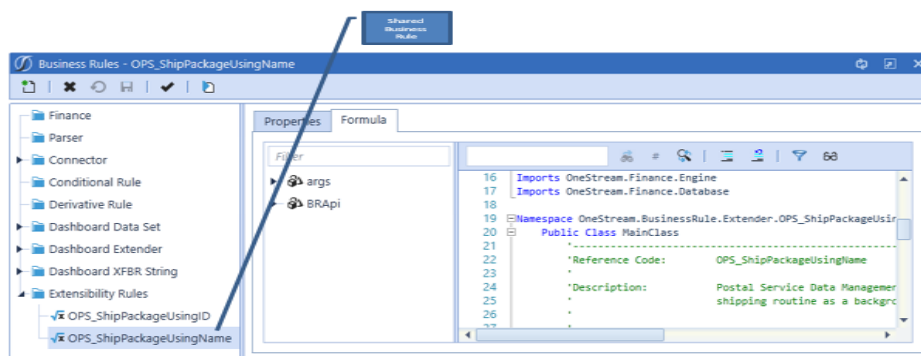 Shared
Business
Rule
Business Rules - OPS_ShipPackageUsingName
Finance
Parser
Connector
Conditional Rule
Derivative Rule
Dashboard Data Set
Dashboard Extender
Dashboard XFBR String
Extensibility Rules
OPS_ShipPackageUsingID
OPS_ShipPackageUsingName
Properties Formula
Filter
args
BRApi
16 Imports OneStream.Finance.Engine
17 Imports OneStream.Finance.Database
18
19 Namespace OneStream.BusinessRule.Extender.OPS_ShipPackageUsin
20 Public Class MainClass
21 '------------------------------------------------------
22 'Reference Code: OPS_ShipPackageUsingName
23 '
24 'Description: Postal Service Data Managemen
25 ' shipping routine as a backgro
26 '
27 '